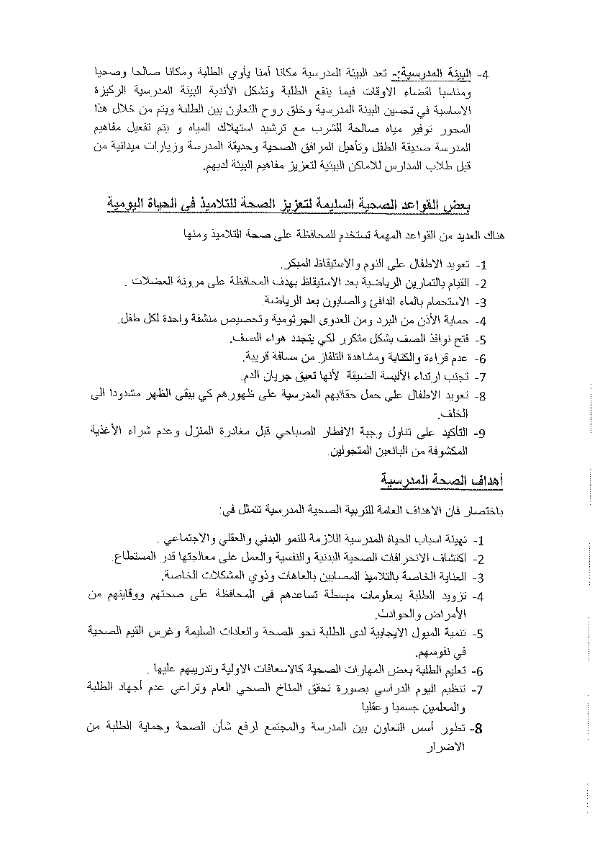 4- البيئة المدرسية:- تعد البيئة المدرسية مكانا آمنا يأوي الطلبة ومكانا صالحا وصحيا
ومناسبا لقضاء الاوقات فيما ينفع الطلبة وتشكل الأندية البيئة المدرسية الركيزة
الاساسية في تحسين البيئة المدرسية وخلق روح التعاون بين الطلبة ويتم من خلال هذا
المحور توفير مياه صالحة للشرب مع ترشيد استهلاك المياه و يتم تفعيل مفاهيم
المدرسة صديقة الطفل وتأهيل المرافق الصحية وحديقة المدرسة وزيارات ميدانية من
قبل طلاب المدارس للاماكن البيئية لتعزيز مفاهيم البيئة لديهم.
بعض القواعد الصحية السليمة لتعزيز الصحة للتلاميذ في الحياة اليومية
هناك العديد من القواعد المهمة تستخدم للمحافظة على صحة التلاميذ ومنها
1- تعويد الاطفال على النوم والأستيقاظ المبكر.
2- القيام بالتمارين الرياضية بعد الاستيقاظ بهدف المحافظة على مرونة العضلات .
3- الاستحمام بالماء الدافئ والصابون بعد الرياضة.
4- حماية الأذن من البرد ومن العدوى الجرثومية وتخصيص منشفة واحدة لكل طفل.
5- فتح نوافذ الصف بشكل متكرر لكي يتجدد هواء الصف.
6- عدم قراءة والكتابة ومشاهدة التلفاز من مسافة قريبة.
7- تجنب ارتداء الألبسة الضيقة لأنها تعيق جريان الدم.
8- تعويد الاطفال على حمل حقائبهم المدرسية على ظهورهم كي يبقى الظهر مشدودا الى
الخلف.
9- التأكيد على تناول وجبة الافطار الصباحي قبل مغادرة المنزل وعدم شراء الأغذية
المكشوفة من البائعين المتجولين.
أهداف الصحة المدرسية
باختصار فان الاهداف العامة للتربية الصحية المدرسية تتمثل في:
1- تهيئة اسباب الحياة المدرسية اللازمة للنمو البدني والعقلي والاجتماعي .
2- اكتشاف الانحرافات الصحية البدنية والنفسية والعمل على معالجتها قدر المستطاع.
3- العناية الخاصة بالتلاميذ المصابين بالعاهات وذوي المشكلات الخاصة.
4- تزويد الطلبة بمعلومات مبسطة تساعدهم في المحافظة على صحتهم ووقايتهم من
الأمراض والحوادث.
5- تنمية الميول الايجابية لدى الطلبة نحو الصحة والعادات السليمة وغرس القيم الصحية
في نفوسهم.
6- تعليم الطلبة بعض المهارات الصحية كالاسعافات الاولية وتدريبهم عليها .
7- تنظيم اليوم الدراسي بصورة تحقق المناخ الصحي العام وتراعي عدم أجهاد الطلبة
والمعلمين جسميا وعقليا
8- تطور أسس التعاون بين المدرسة والمجتمع لرفع شأن الصحة وحماية الطلبة من
الاضرار